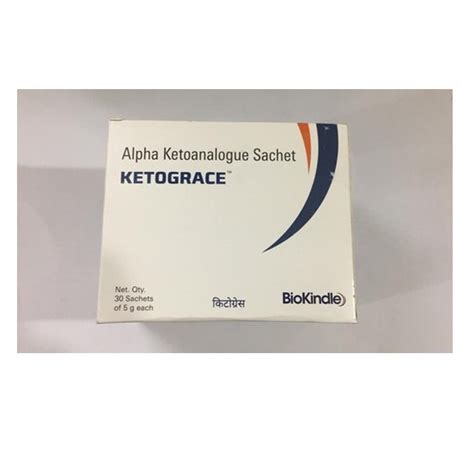 Alpha Ketoanalogue Sachet
KETOGRACE™
Net. Qty.
30 Sachets
of 5 g each
किटोग्रेस
BioKindle